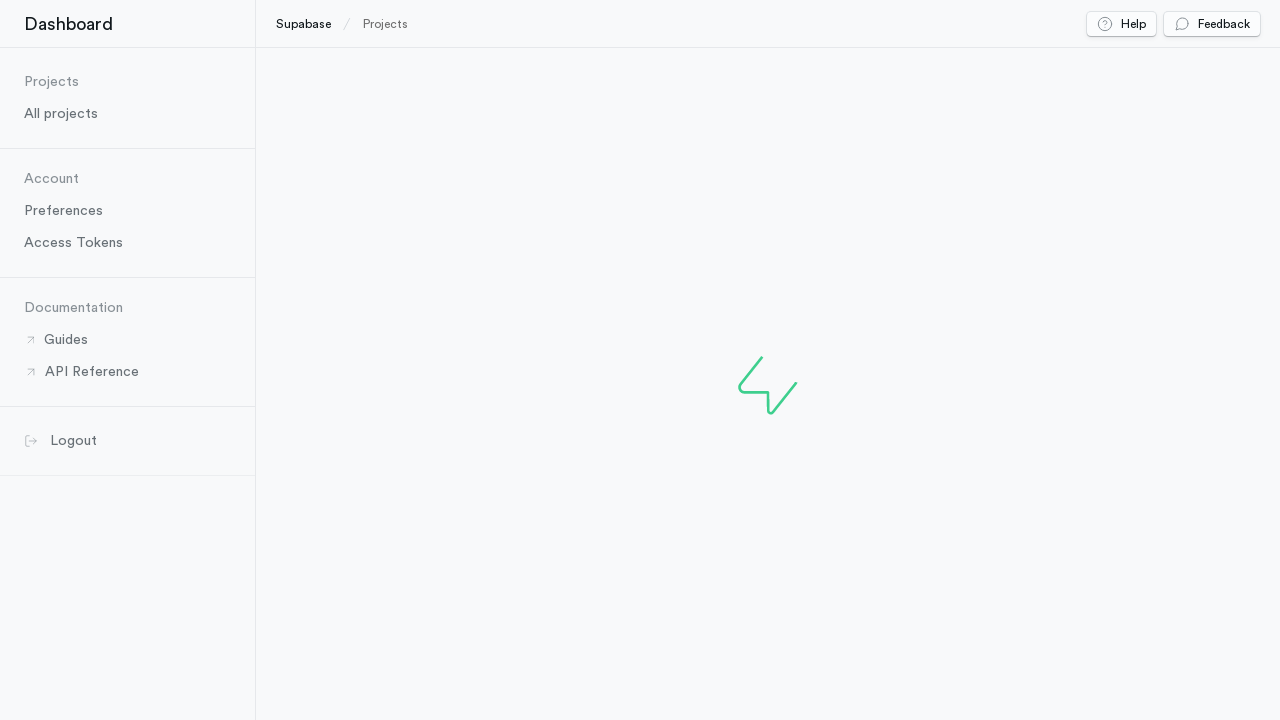 Dashboard
Supabase / Projects
Help
Feedback
Projects
All projects
Account
Preferences
Access Tokens
Documentation
Guides
API Reference
Logout